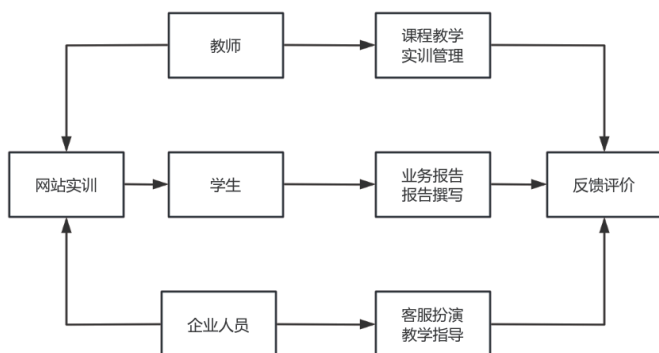 教师
课程教学
实训管理
网站实训
学生
业务报告
报告撰写
反馈评价
企业人员
客服扮演
教学指导